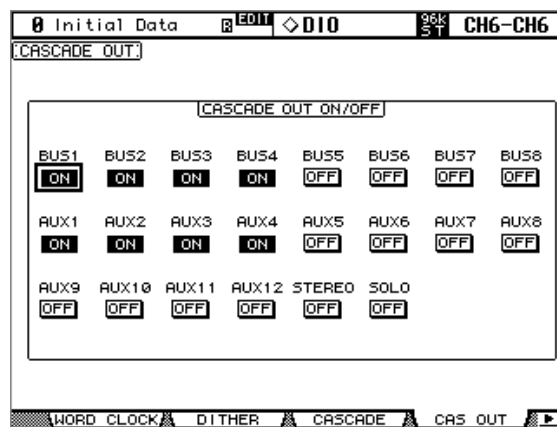 0 Initial Data EDIT ◇DIO 96k ST CH6-CH6
CASCADE OUT
CASCADE OUT ON/OFF
BUS1 BUS2 BUS3 BUS4 BUS5 BUS6 BUS7 BUS8
ON ON ON ON OFF OFF OFF OFF
AUX1 AUX2 AUX3 AUX4 AUX5 AUX6 AUX7 AUX8
ON ON ON ON OFF OFF OFF OFF
AUX9 AUX10 AUX11 AUX12 STEREO SOLO
OFF OFF OFF OFF OFF OFF
WORD CLOCK DITHER CASCADE CAS OUT